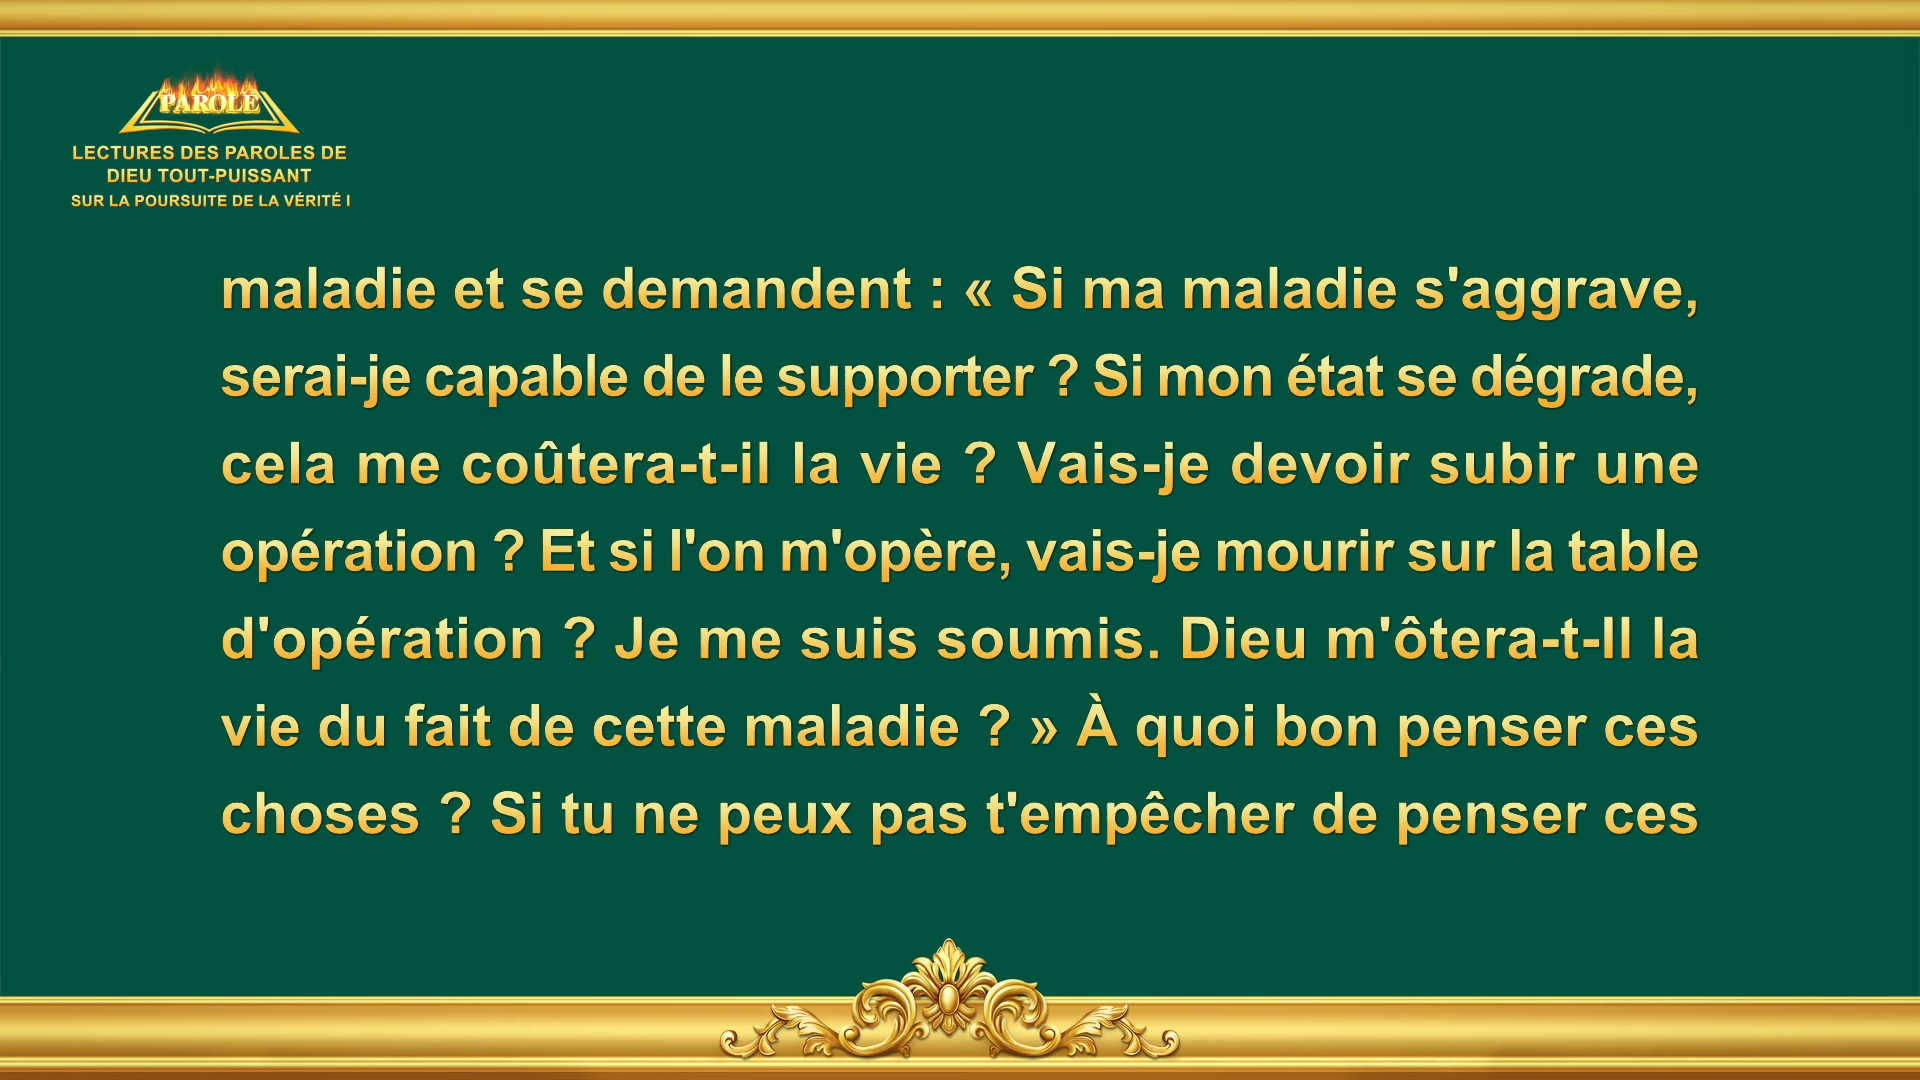 PAROLE
LECTURES DES PAROLES DE
DIEU TOUT-PUISSANT
SUR LA POURSUITE DE LA VÉRITÉ I
maladie et se demandent : « Si ma maladie s'aggrave,
serai-je capable de le supporter ? Si mon état se dégrade,
cela me coûtera-t-il la vie ? Vais-je devoir subir une
opération ? Et si l'on m'opère, vais-je mourir sur la table
d'opération ? Je me suis soumis. Dieu m'ôtera-t-Il la
vie du fait de cette maladie ? » À quoi bon penser ces
choses ? Si tu ne peux pas t'empêcher de penser ces